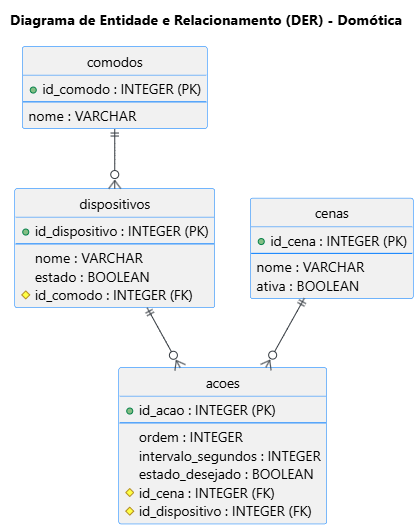 Diagrama de Entidade e Relacionamento (DER) - Domótica
comodos
id_comodo : INTEGER (PK)
nome : VARCHAR
dispositivos
id_dispositivo : INTEGER (PK)
nome : VARCHAR
estado : BOOLEAN
id_comodo : INTEGER (FK)
cenas
id_cena : INTEGER (PK)
nome : VARCHAR
ativa : BOOLEAN
acoes
id_acao : INTEGER (PK)
ordem : INTEGER
intervalo_segundos : INTEGER
estado_desejado : BOOLEAN
id_cena : INTEGER (FK)
id_dispositivo : INTEGER (FK)